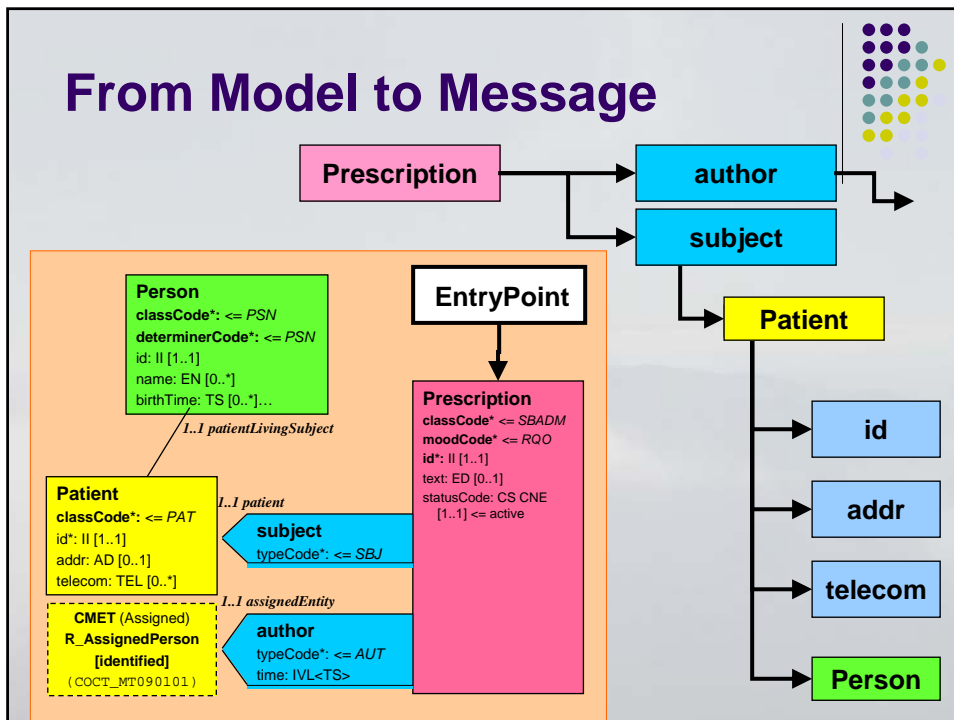 From Model to Message
Prescription
author
subject
Patient
id
addr
telecom
Person
EntryPoint
Person
classCode*: <= PSN
determinerCode*: <= PSN
id: II [1..1]
name: EN [0..*]
birthTime: TS [0..*]…
1..1 patientLivingSubject
Patient
classCode*: <= PAT
id*: II [1..1]
addr: AD [0..1]
telecom: TEL [0..*]
CMET (Assigned)
R_AssignedPerson
[identified]
(COCT_MT090101)
1..1 patient
subject
typeCode*: <= SBJ
1..1 assignedEntity
author
typeCode*: <= AUT
time: IVL<TS>
Prescription
classCode* <= SBADM
moodCode* <= RQO
id*: II [1..1]
text: ED [0..1]
statusCode: CS CNE
[1..1] <= active